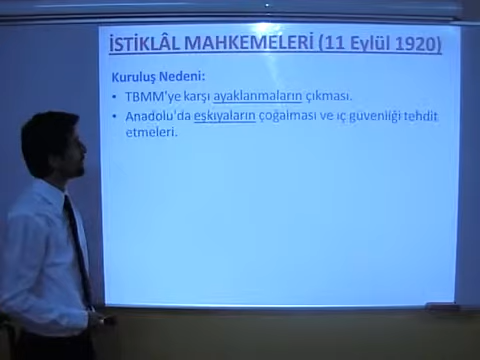 İSTİKLÂL MAHKEMELERİ (11 Eylül 1920)
Kuruluş Nedeni:
• TBMM'ye karşı ayaklanmaların çıkması.
• Anadolu'da eşkıyaların çoğalması ve iç güvenliği tehdit
etmeleri.